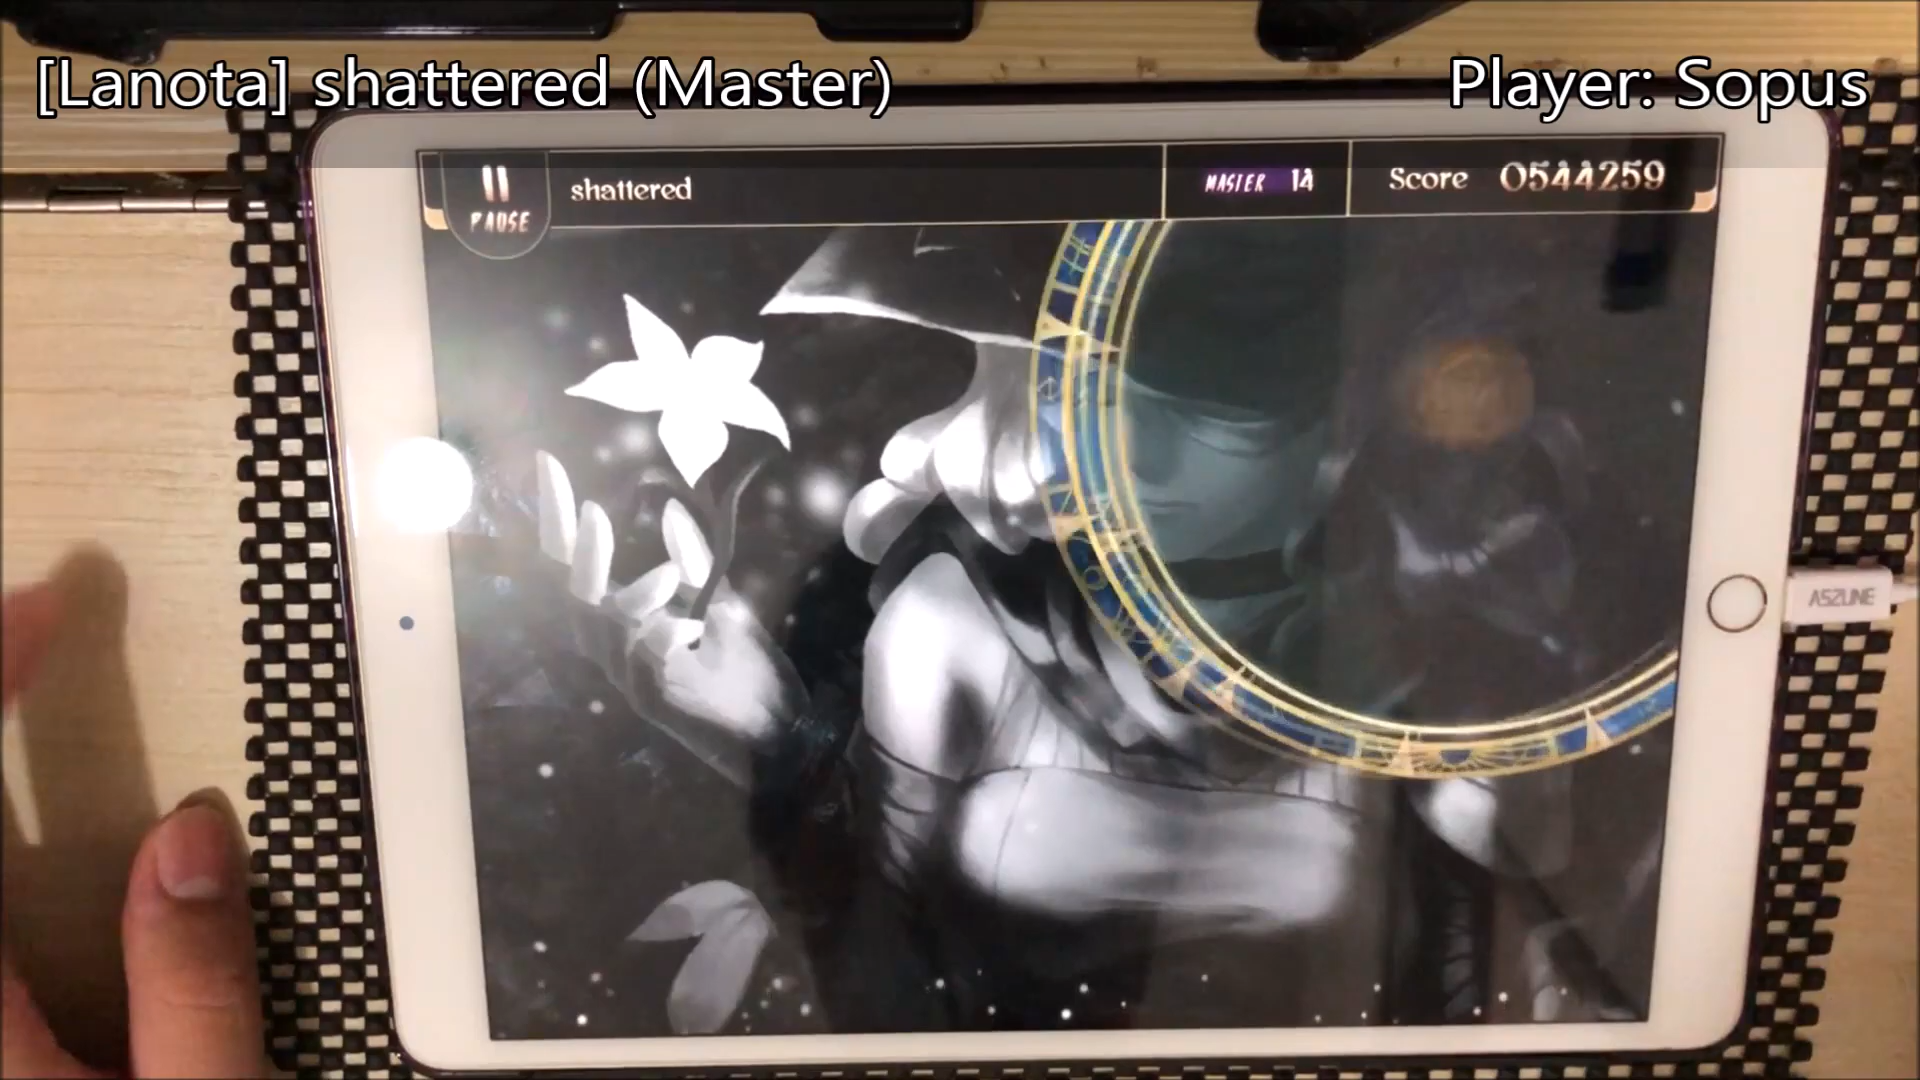 [Lanota] shattered (Master)
Player: Sopus
PAUSE
shattered
MASTER 14
Score 0544259
ASZUNE